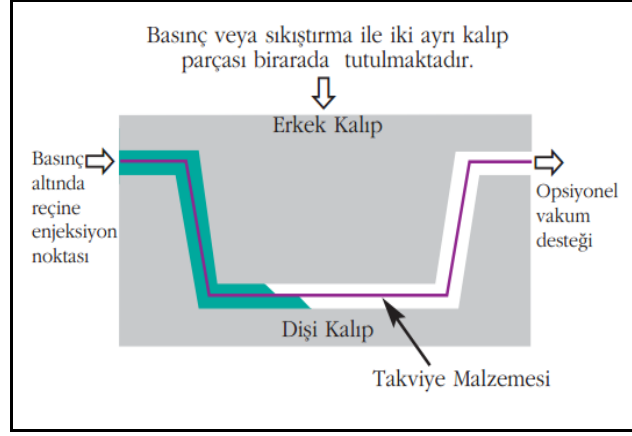 Basınç veya sıkıştırma ile iki ayrı kalıp
parçası birarada tutulmaktadır.
Erkek Kalıp
Basınç
altında
reçine
enjeksiyon
noktası
Opsiyonel
vakum
desteği
Dişi Kalıp
Takviye Malzemesi